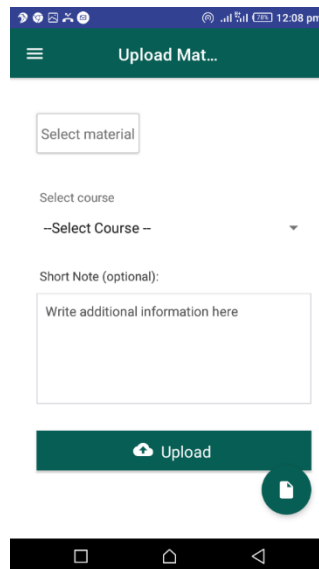 12:08 pm
Upload Mat...
Select material
Select course
--Select Course --
Short Note (optional):
Write additional information here
Upload